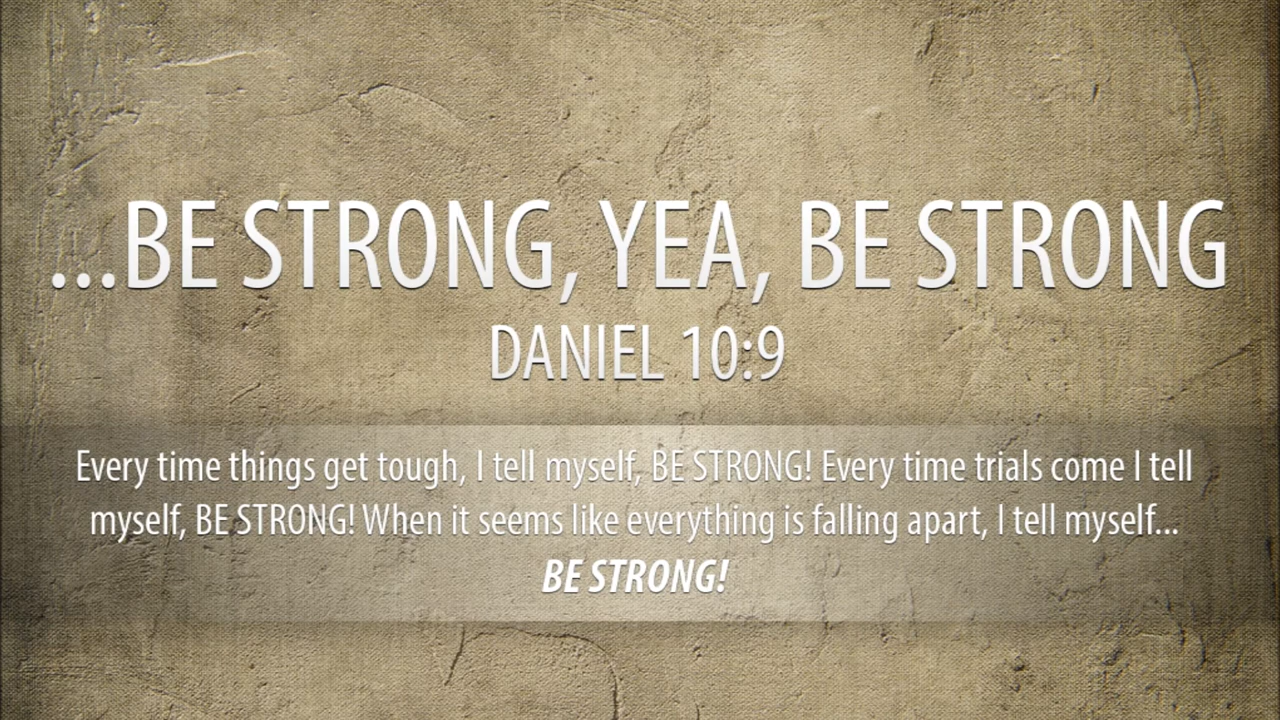 ...BE STRONG, YEA, BE STRONG
DANIEL 10:9
Every time things get tough, I tell myself, BE STRONG! Every time trials come I tell
myself, BE STRONG! When it seems like everything is falling apart, I tell myself...
BE STRONG!